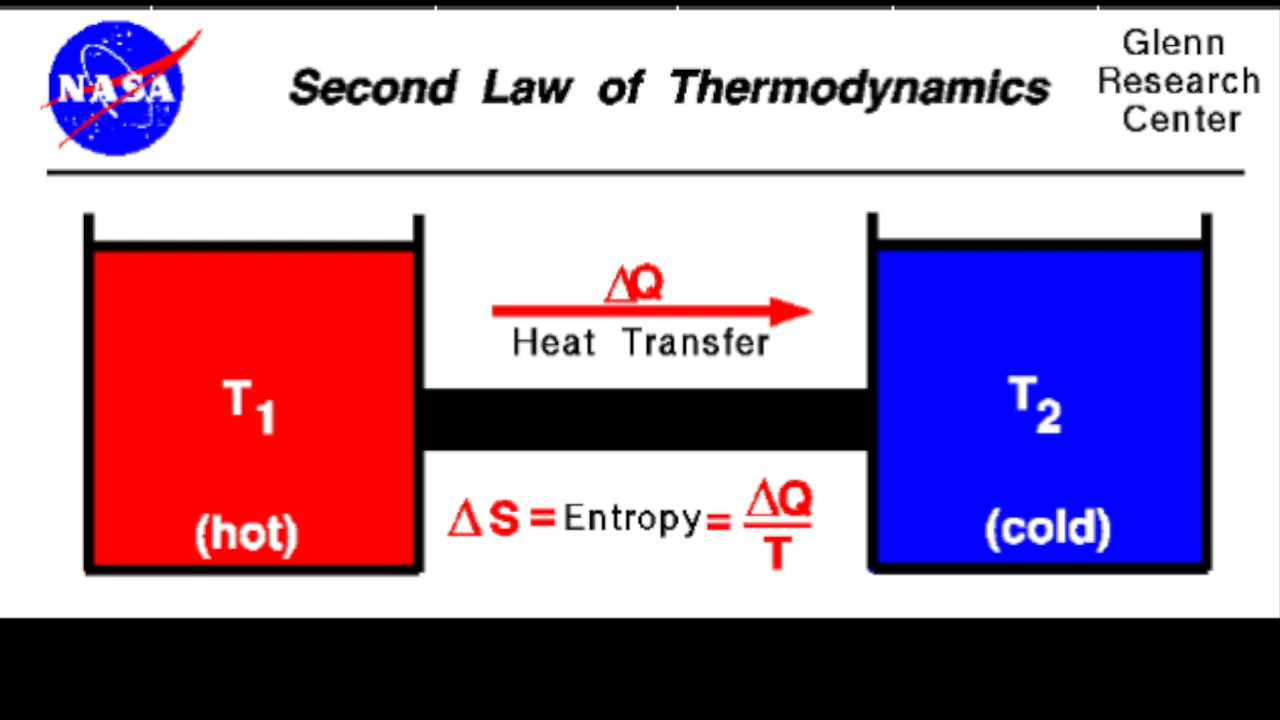 NASA
Second Law of Thermodynamics
Glenn
Research
Center
ΔQ
Heat Transfer
T1
(hot)
T2
(cold)
ΔS = Entropy = ΔQ
T